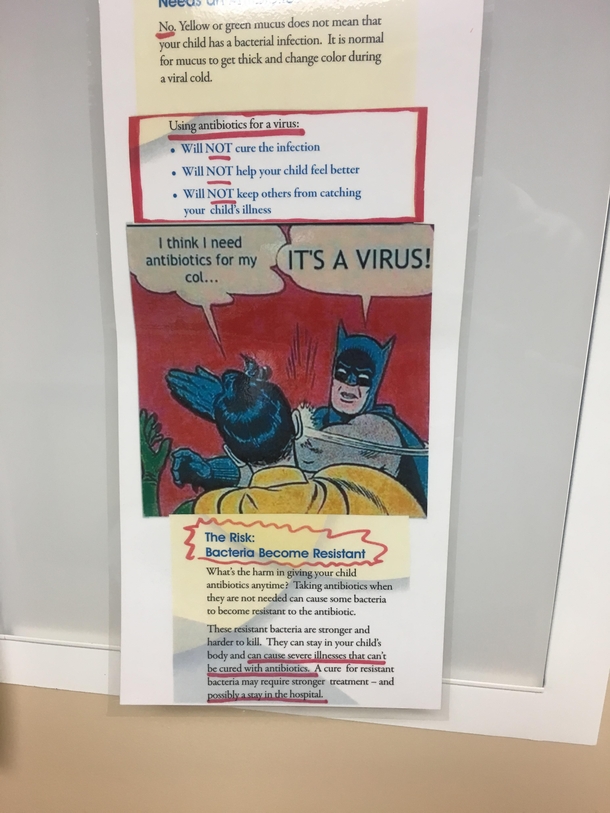 No. Yellow or green mucus does not mean that
your child has a bacterial infection. It is normal
for mucus to get thick and change color during
a viral cold.
Using antibiotics for a virus:
• Will NOT cure the infection
• Will NOT help your child feel better
• Will NOT keep others from catching
your child's illness
I think I need
antibiotics for my
col...
IT'S A VIRUS!
The Risk:
Bacteria Become Resistant
What's the harm in giving your child
antibiotics anytime? Taking antibiotics when
they are not needed can cause some bacteria
to become resistant to the antibiotic.
These resistant bacteria are stronger and
harder to kill. They can stay in your child's
body and can cause severe illnesses that can't
be cured with antibiotics. A cure for resistant
bacteria may require stronger treatment – and
possibly a stay in the hospital.